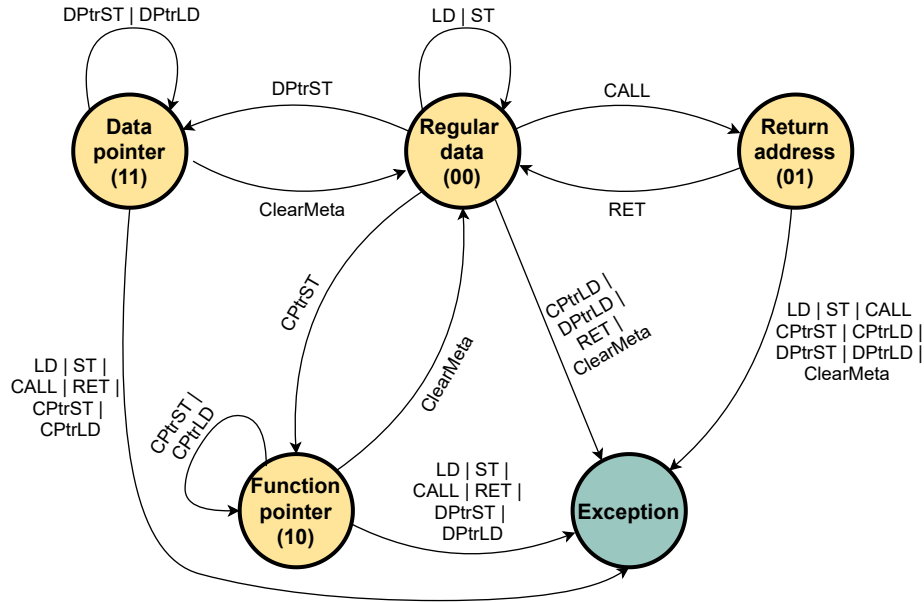 DPtrST | DPtrLD
LD | ST
DPtrST
CALL
Data
pointer
(11)
Regular
data
(00)
Return
address
(01)
ClearMeta
RET
CPtrST
ClearMeta
CPtrLD |
DPtrLD |
RET |
ClearMeta
LD | ST | CALL
CPtrST | CPtrLD |
DPtrST | DPtrLD |
ClearMeta
LD | ST |
CALL | RET |
CPtrST |
CPtrLD
CPtrST |
CPtrLD
Function
pointer
(10)
LD | ST |
CALL | RET |
DPtrST |
DPtrLD
Exception